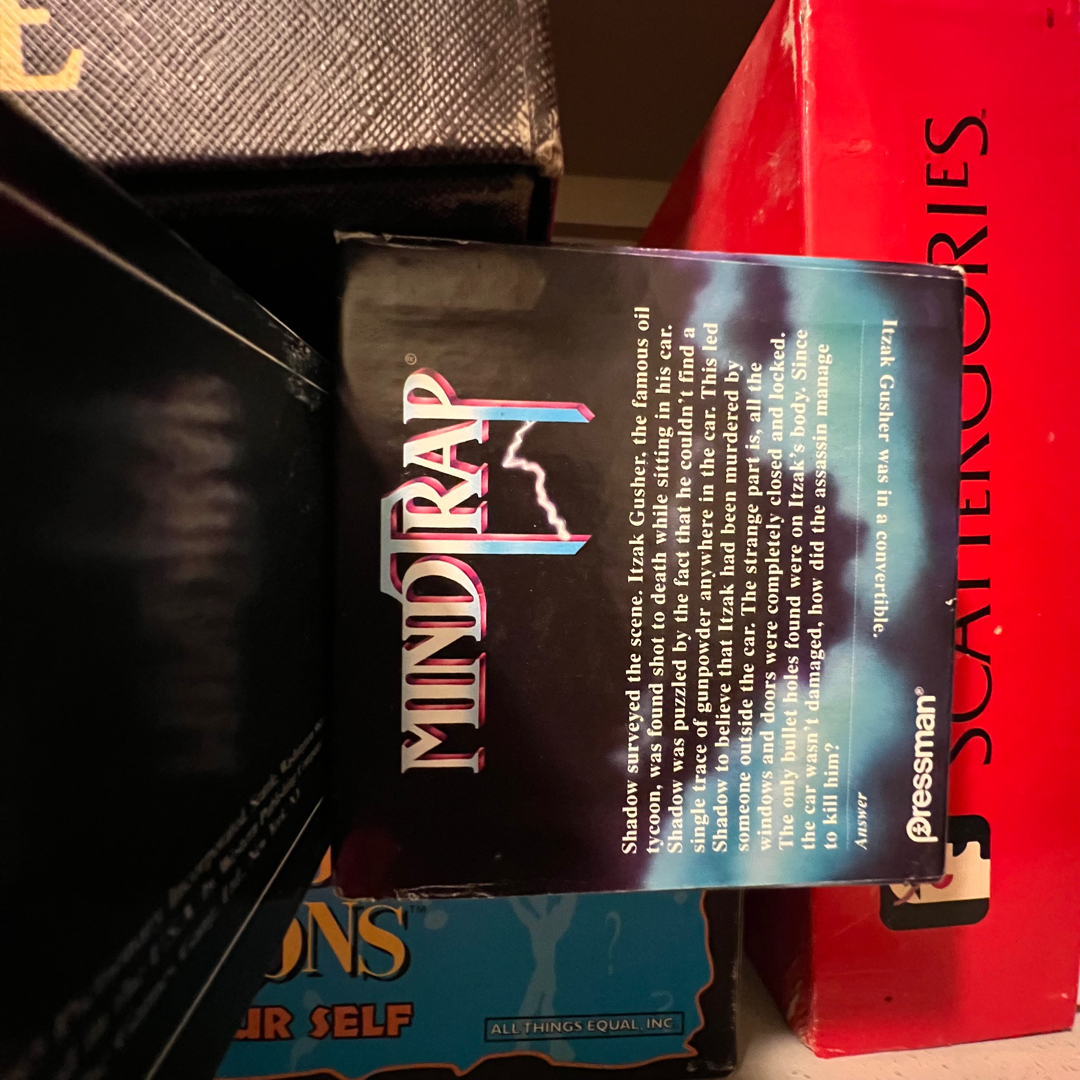 MINDTRAP®
Shadow surveyed the scene. Itzak Gusher, the famous oil
tycoon, was found shot to death while sitting in his car.
Shadow was puzzled by the fact that he couldn't find a
single trace of gunpowder anywhere in the car. This led
Shadow to believe that Itzak had been murdered by
someone outside the car. The strange part is, all the
windows and doors were completely closed and locked.
The only bullet holes found were on Itzak's body. Since
the car wasn't damaged, how did the assassin manage
to kill him?
Answer
Itzak Gusher was in a convertible.
Pressman®
SCATTERGORIES™
ONS™
UR SELF
ALL THINGS EQUAL, INC.